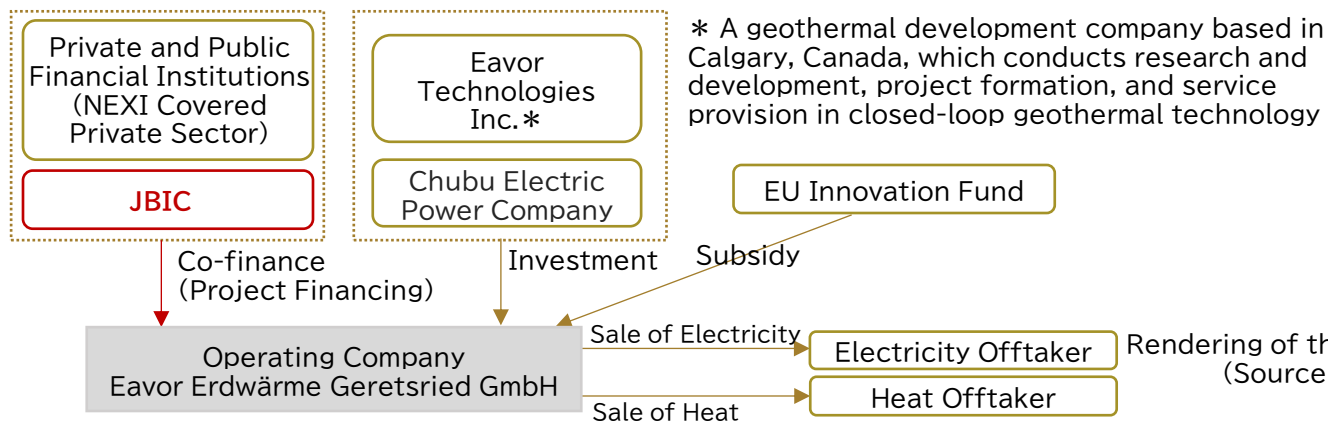 Private and Public
Financial Institutions
(NEXI Covered
Private Sector)
JBIC
Eavor
Technologies
Inc.*
Chubu Electric
Power Company
* A geothermal development company based in
Calgary, Canada, which conducts research and
development, project formation, and service
provision in closed-loop geothermal technology
EU Innovation Fund
Co-finance
(Project Financing)
Investment
Subsidy
Operating Company
Eavor Erdwärme Geretsried GmbH
Sale of Electricity
Electricity Offtaker
Sale of Heat
Heat Offtaker
Rendering of
(Source